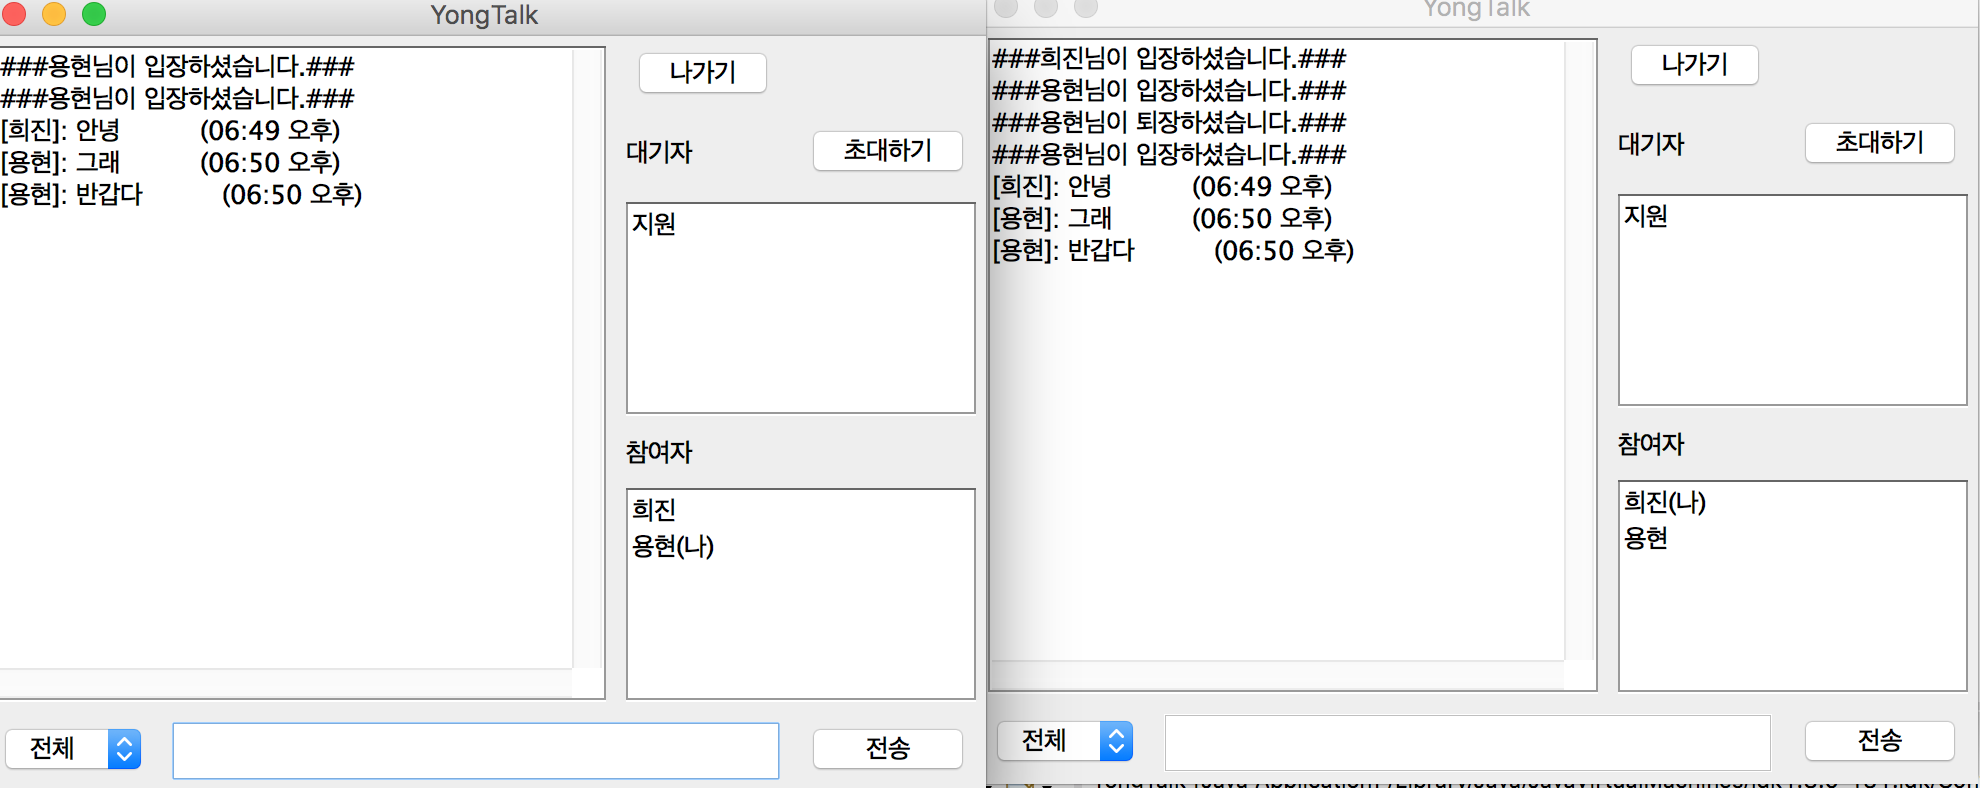 YongTalk
###용현님이 입장하셨습니다.###
###용현님이 입장하셨습니다.###
[희진]: 안녕 (06:49 오후)
[용현]: 그래 (06:50 오후)
[용현]: 반갑다 (06:50 오후)
나가기
대기자
초대하기
지원
참여자
희진
용현(나)
전체
전송
YongTalk
###희진님이 입장하셨습니다.###
###용현님이 입장하셨습니다.###
###용현님이 퇴장하셨습니다.###
###용현님이 입장하셨습니다.###
[희진]: 안녕 (06:49 오후)
[용현]: 그래 (06:50 오후)
[용현]: 반갑다 (06:50 오후)
나가기
대기자
초대하기
지원
참여자
희진(나)
용현
전체
전송